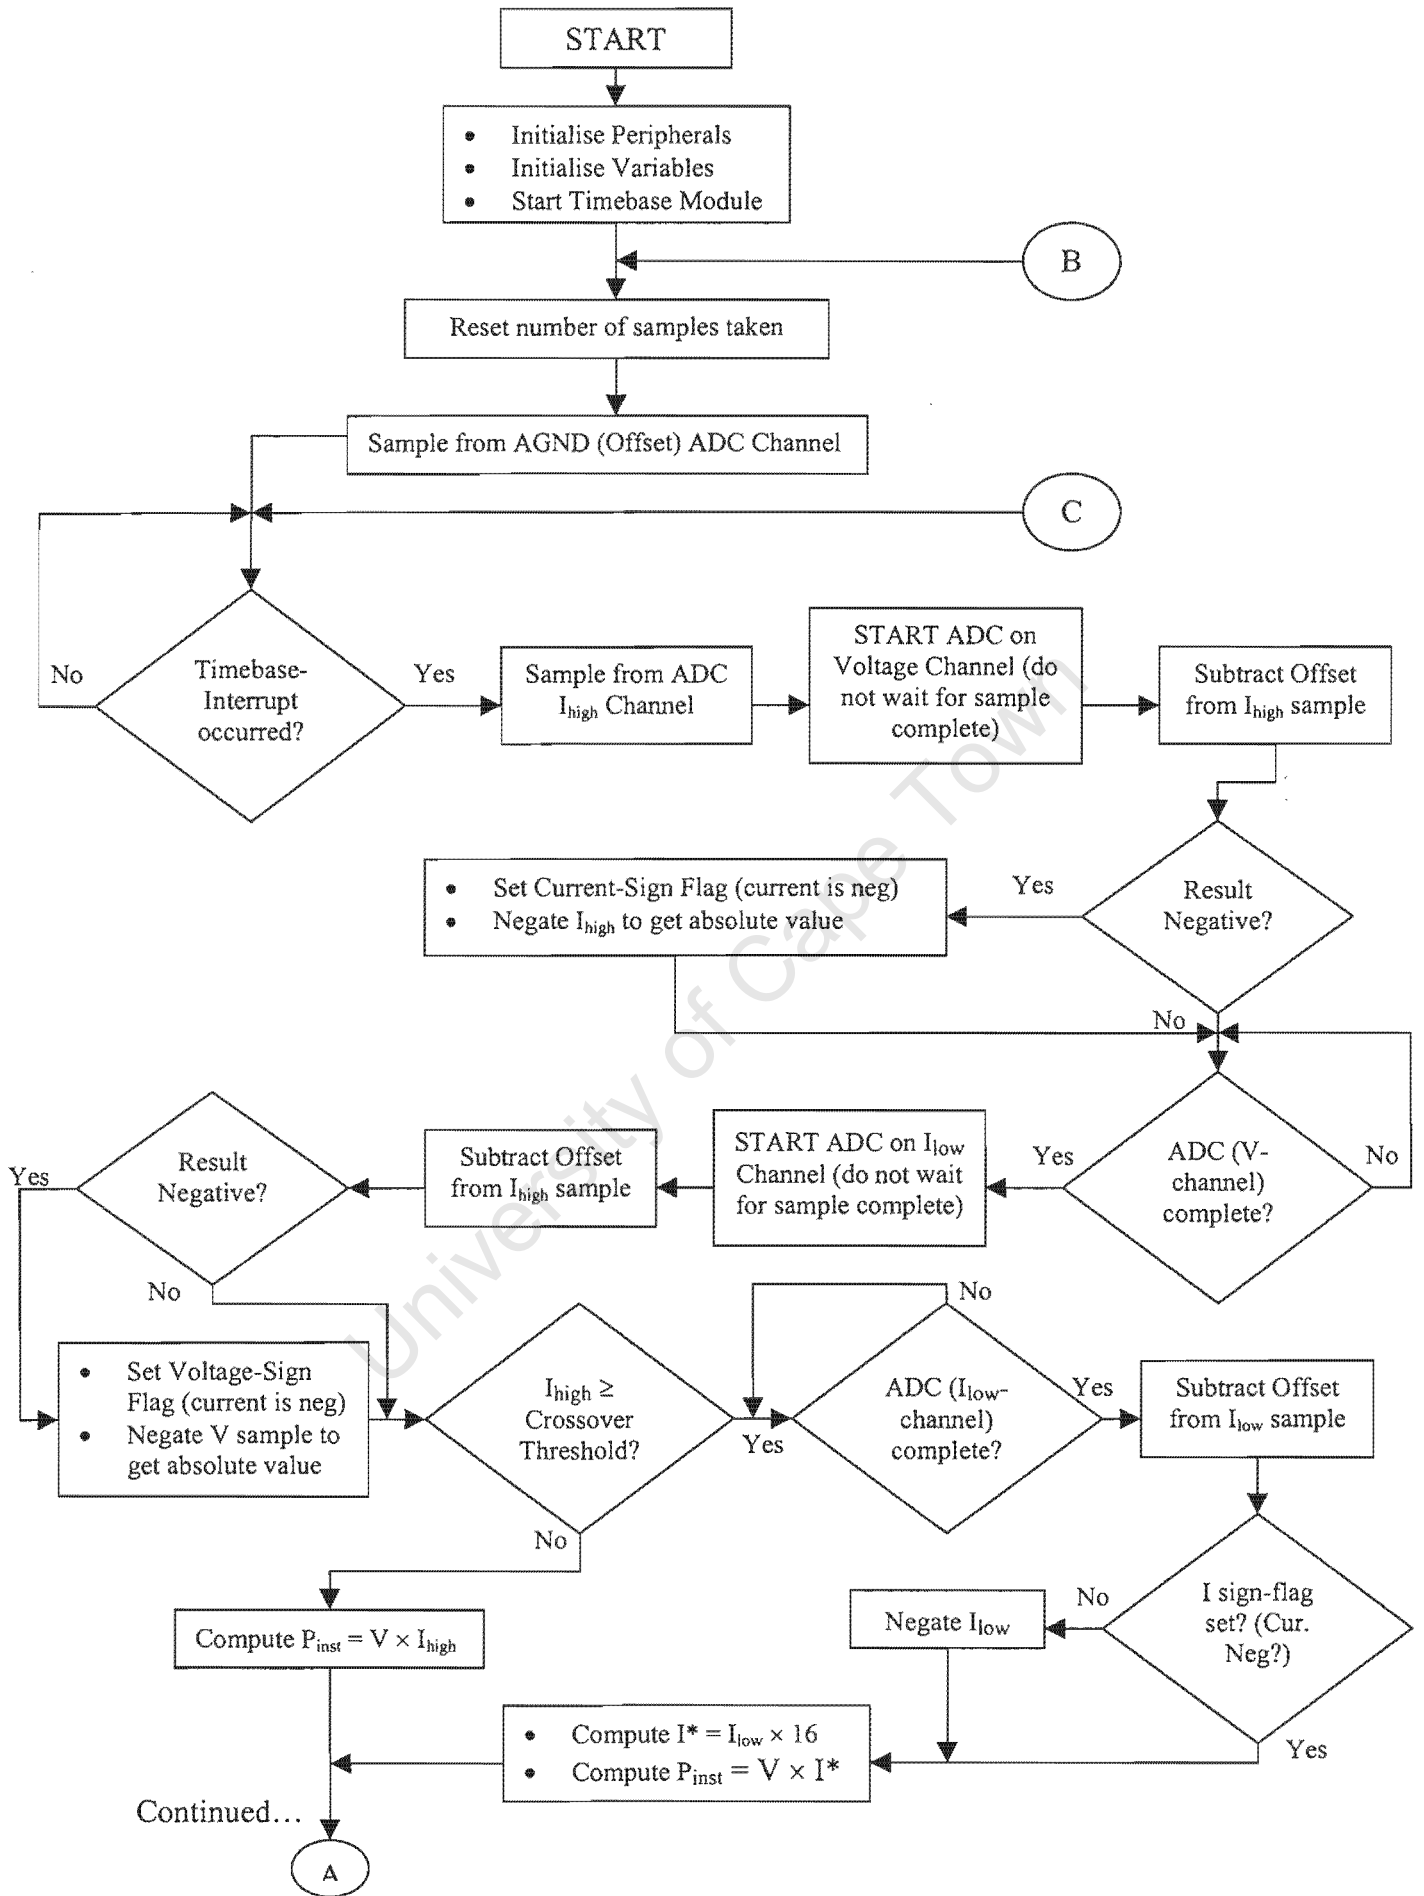 START
• Initialise Peripherals
• Initialise Variables
• Start Timebase Module
B
Reset number of samples taken
Sample from AGND (Offset) ADC Channel
C
Timebase-
Interrupt
occurred?
No
Yes
Sample from ADC
Ihigh Channel
START ADC on
Voltage Channel (do
not wait for sample
complete)
Subtract Offset
from Ihigh sample
Result
Negative?
Yes
No
• Set Current-Sign Flag (current is neg)
• Negate Ihigh to get absolute value
ADC (V-
channel)
complete?
No
Yes
START ADC on Ilow
Channel (do not wait
for sample complete)
Subtract Offset
from Ihigh sample
Result
Negative?
Yes
No
• Set Voltage-Sign
Flag (current is neg)
• Negate V sample to
get absolute value
Ihigh ≥
Crossover
Threshold?
Yes
No
ADC (Ilow-
channel)
complete?
No
Yes
Subtract Offset
from Ilow sample
I sign-flag
set? (Cur.
Neg?)
No
Yes
Negate Ilow
Compute Pinst = V × Ihigh
• Compute I* = Ilow × 16
• Compute Pinst = V × I*
Continued…
A
University of Cape Town